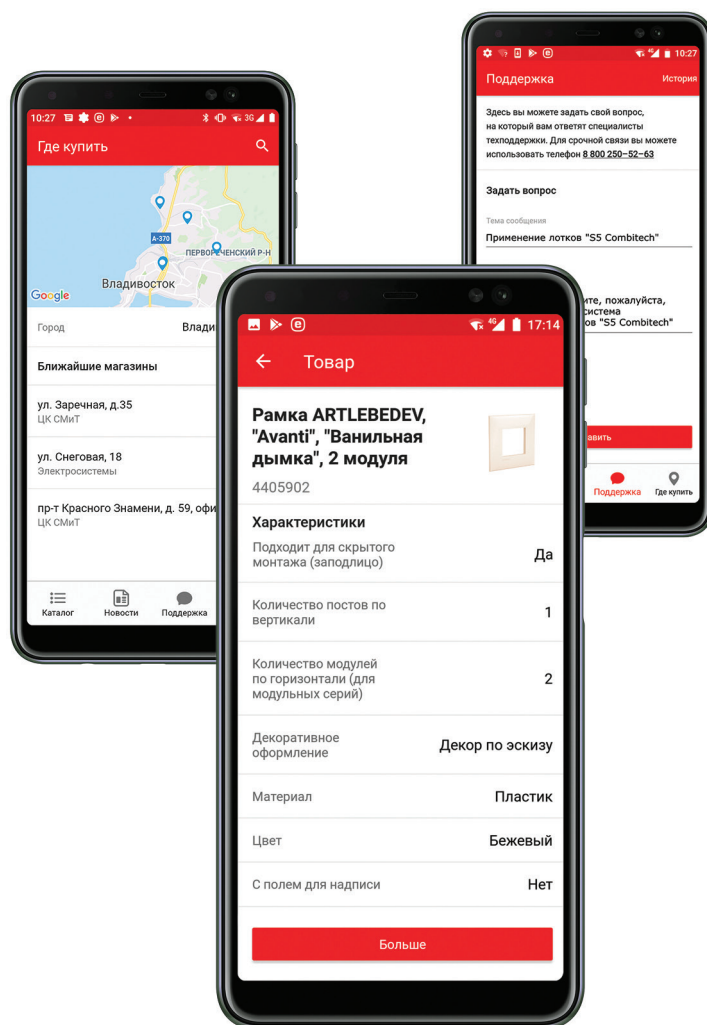 10:27
3G
Где купить
А-370
ПЕРВОРЕЧЕНСКИЙ Р-Н
Владивосток
Google
Город
Влади
Ближайшие магазины
ул. Заречная, д.35
ЦК СМиТ
ул. Снеговая, 18
Электросистемы
пр-т Красного Знамени, д. 59, офи
ЦК СМиТ
Каталог
Новости
Поддержка
4G 10:27
Поддержка
История
Здесь вы можете задать свой вопрос,
на который вам ответят специалисты
техподдержки. Для срочной связи вы можете
использовать телефон 8 800 250–52–63
Задать вопрос
Тема сообщения
Применение лотков "S5 Combitech"
ите, пожалуйста,
система
ов "S5 Combitech"
авить
Поддержка
Где купить
4G 17:14
Товар
Рамка ARTLEBEDEV,
"Avanti", "Ванильная
дымка", 2 модуля
4405902
Характеристики
Подходит для скрытого
монтажа (заподлицо)
Да
Количество постов по
вертикали
1
Количество модулей
по горизонтали (для
модульных серий)
2
Декоративное
оформление
Декор по эскизу
Материал
Пластик
Цвет
Бежевый
С полем для надписи
Нет
Больше